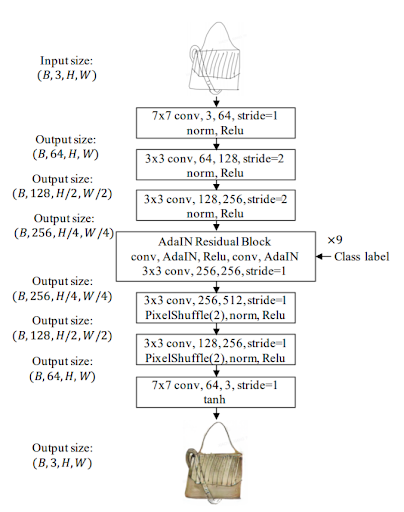 Input size:
(B, 3, H, W)
7x7 conv, 3, 64, stride=1
norm, Relu
Output size:
(B, 64, H, W)
3x3 conv, 64, 128, stride=2
norm, Relu
Output size:
(B, 128, H/2, W/2)
3x3 conv, 128,256, stride=2
norm, Relu
Output size:
(B, 256, H/4, W/4)
AdaIN Residual Block
conv, AdaIN, Relu, conv, AdaIN
3x3 conv, 256,256, stride=1
×9
Class label
Output size:
(B, 256, H/4, W/4)
3x3 conv, 256,512, stride=1
PixelShuffle(2), norm, Relu
Output size:
(B, 128, H/2, W/2)
3x3 conv, 128,256, stride=1
PixelShuffle(2), norm, Relu
Output size:
(B, 64, H, W)
7x7 conv, 64, 3, stride=1
tanh
Output size:
(B, 3, H, W)